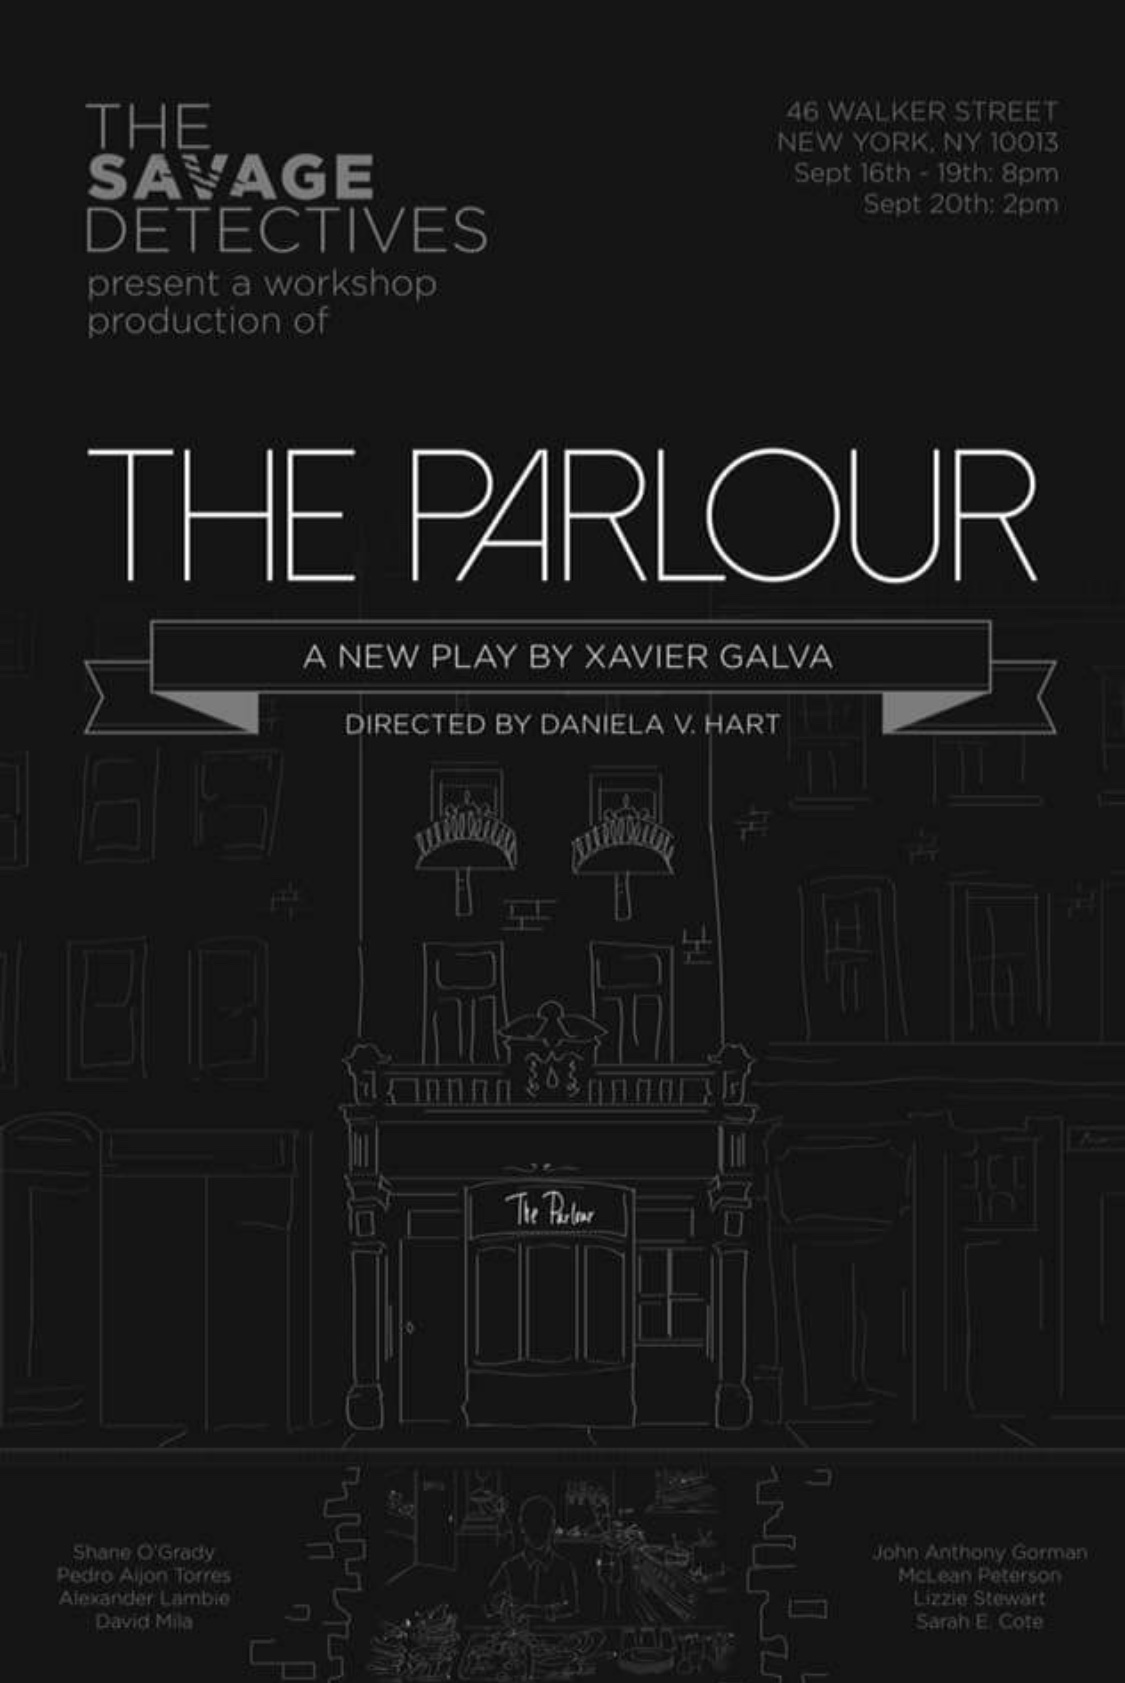 THE
SAVAGE
DETECTIVES
present a workshop
production of
46 WALKER STREET
NEW YORK, NY 10013
Sept 16th - 19th: 8pm
Sept 20th: 2pm
THE PARLOUR
A NEW PLAY BY XAVIER GALVA
DIRECTED BY DANIELA V. HART
The Parlour
Shane O'Grady
Pedro Aijon Torres
Alexander Lambie
David Mila
John Anthony Gorman
McLean Peterson
Lizzie Stewart
Sarah E. Cote